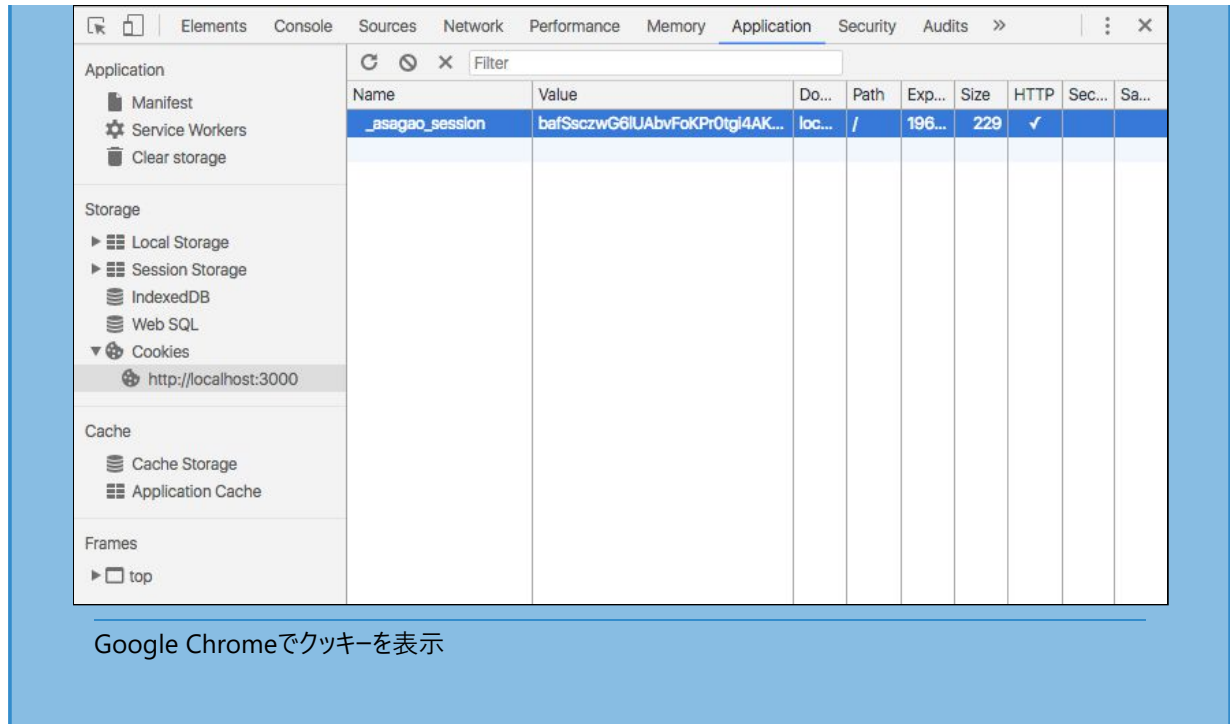 Elements Console Sources Network Performance Memory Application Security Audits »
Application
Manifest
Service Workers
Clear storage
Storage
Local Storage
Session Storage
IndexedDB
Web SQL
Cookies
http://localhost:3000
Cache
Cache Storage
Application Cache
Frames
top
Filter
Name Value Do... Path Exp... Size HTTP Sec... Sa...
_asagao_session bafSsczwG6lUAbvFoKPr0tgi4AK... loc... / 196... 229 ✓
Google Chromeでクッキーを表示